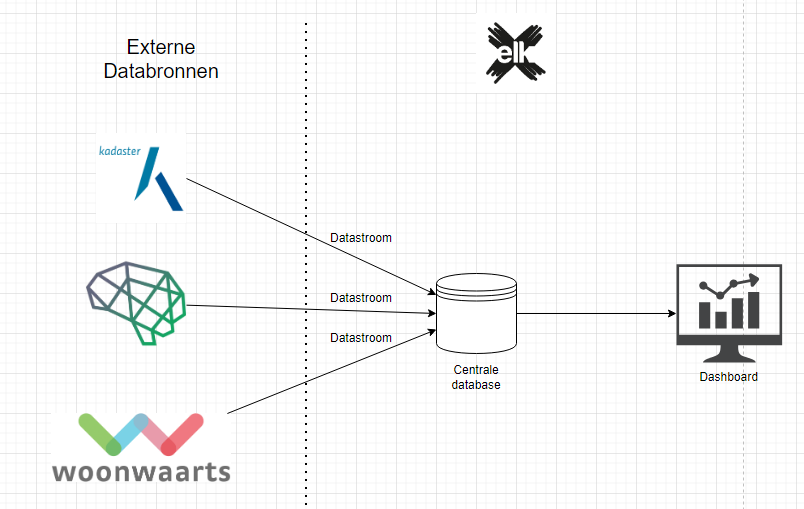 Externe
Databronnen
elk
kadaster
Datastroom
Datastroom
Datastroom
Centrale
database
Dashboard
woonwaarts